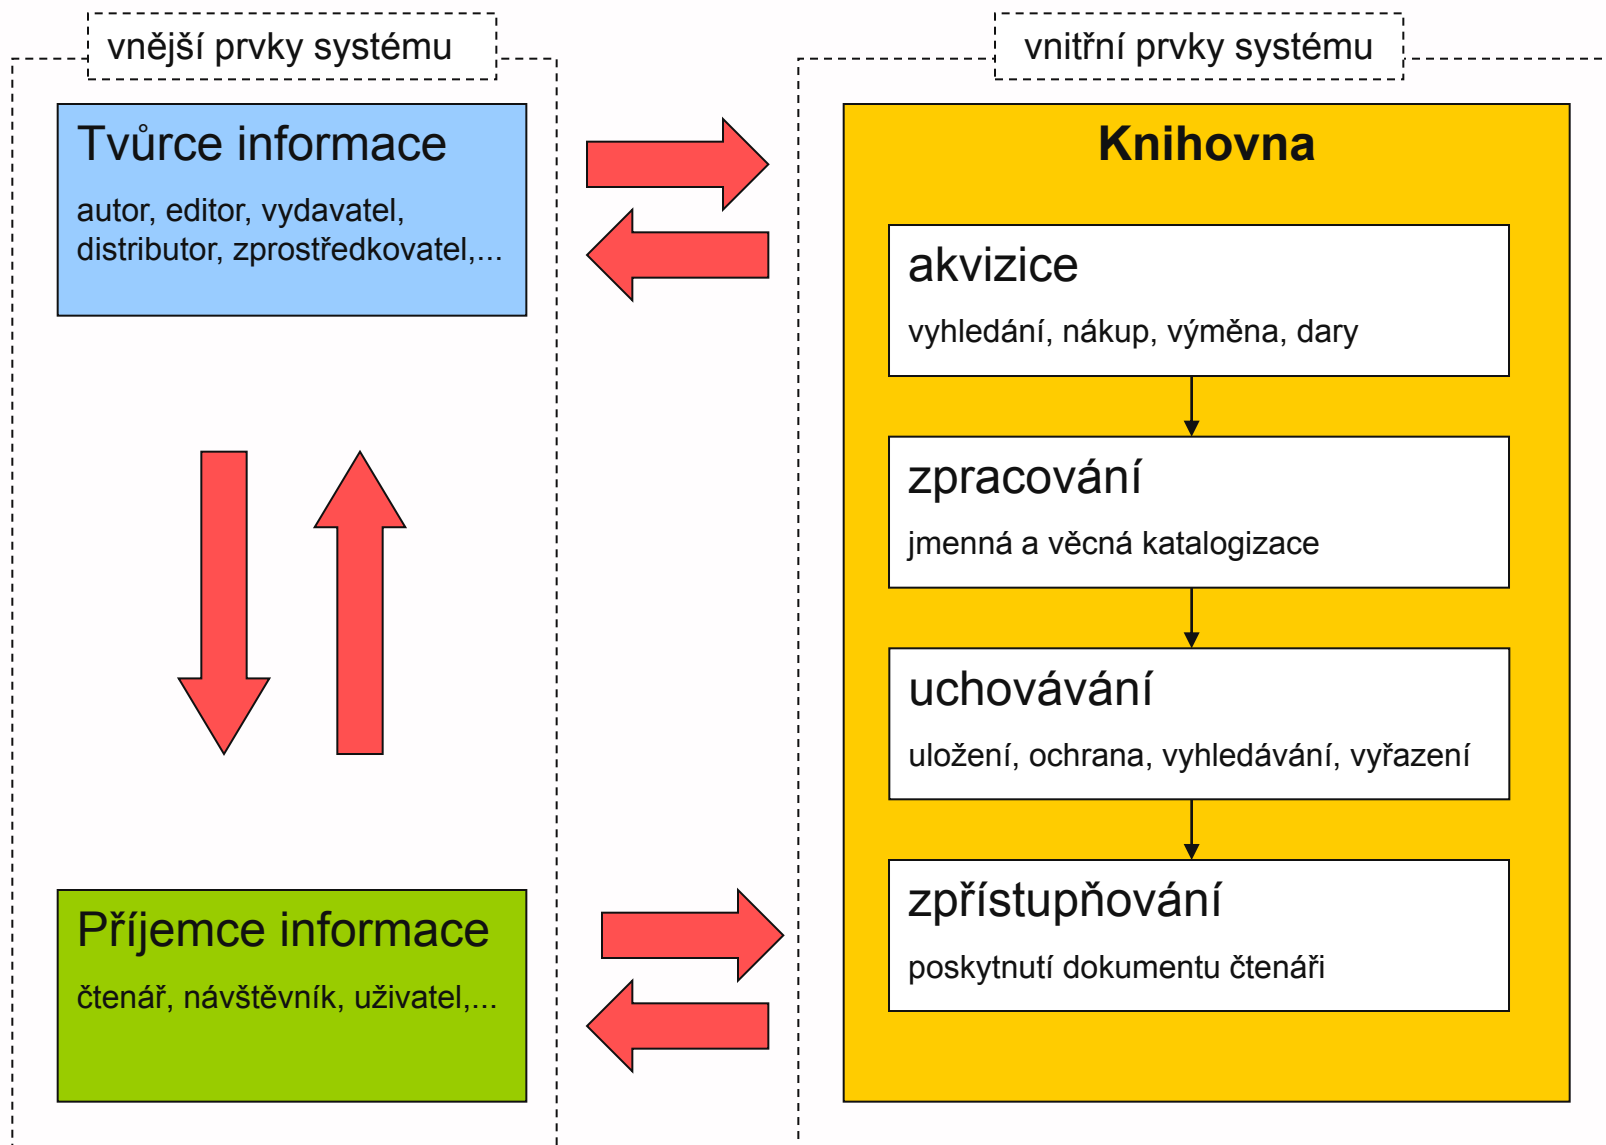 vnější prvky systému
Tvůrce informace
autor, editor, vydavatel,
distributor, zprostředkovatel,...
Příjemce informace
čtenář, návštěvník, uživatel,...
vnitřní prvky systému
Knihovna
akvizice
vyhledání, nákup, výměna, dary
zpracování
jmenná a věcná katalogizace
uchovávání
uložení, ochrana, vyhledávání, vyřazení
zpřístupňování
poskytnutí dokumentu čtenáři